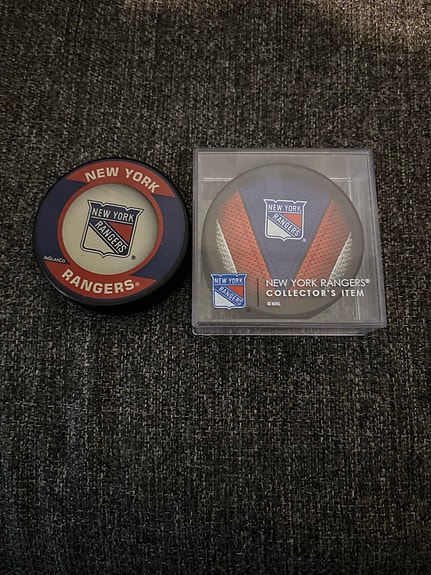 NEW YORK
NEW YORK
RANGERS
®
InGlasCo
RANGERS®
NEW YORK
RANGERS
®
NEW YORK
RANGERS
NEW YORK RANGERS®
COLLECTOR'S ITEM
©NHL